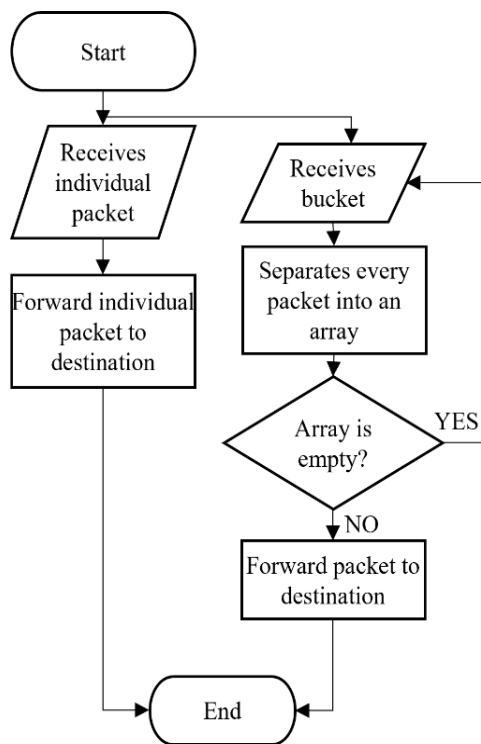 Start
Receives
individual
packet
Forward individual
packet to
destination
Receives
bucket
Separates every
packet into an
array
Array is
empty?
YES
NO
Forward packet to
destination
End